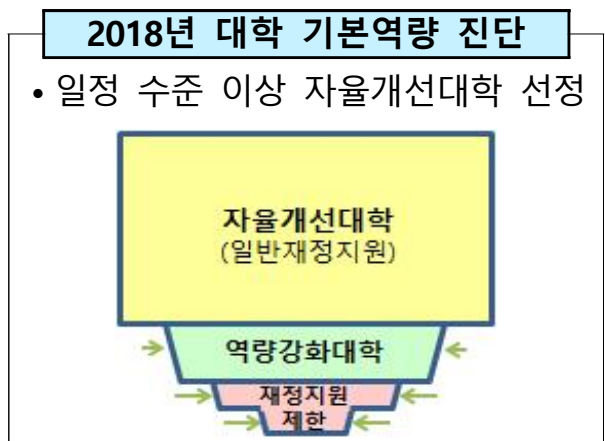 2018년 대학 기본역량 진단
• 일정 수준 이상 자율개선대학 선정
자율개선대학
(일반재정지원)
역량강화대학
재정지원
제한